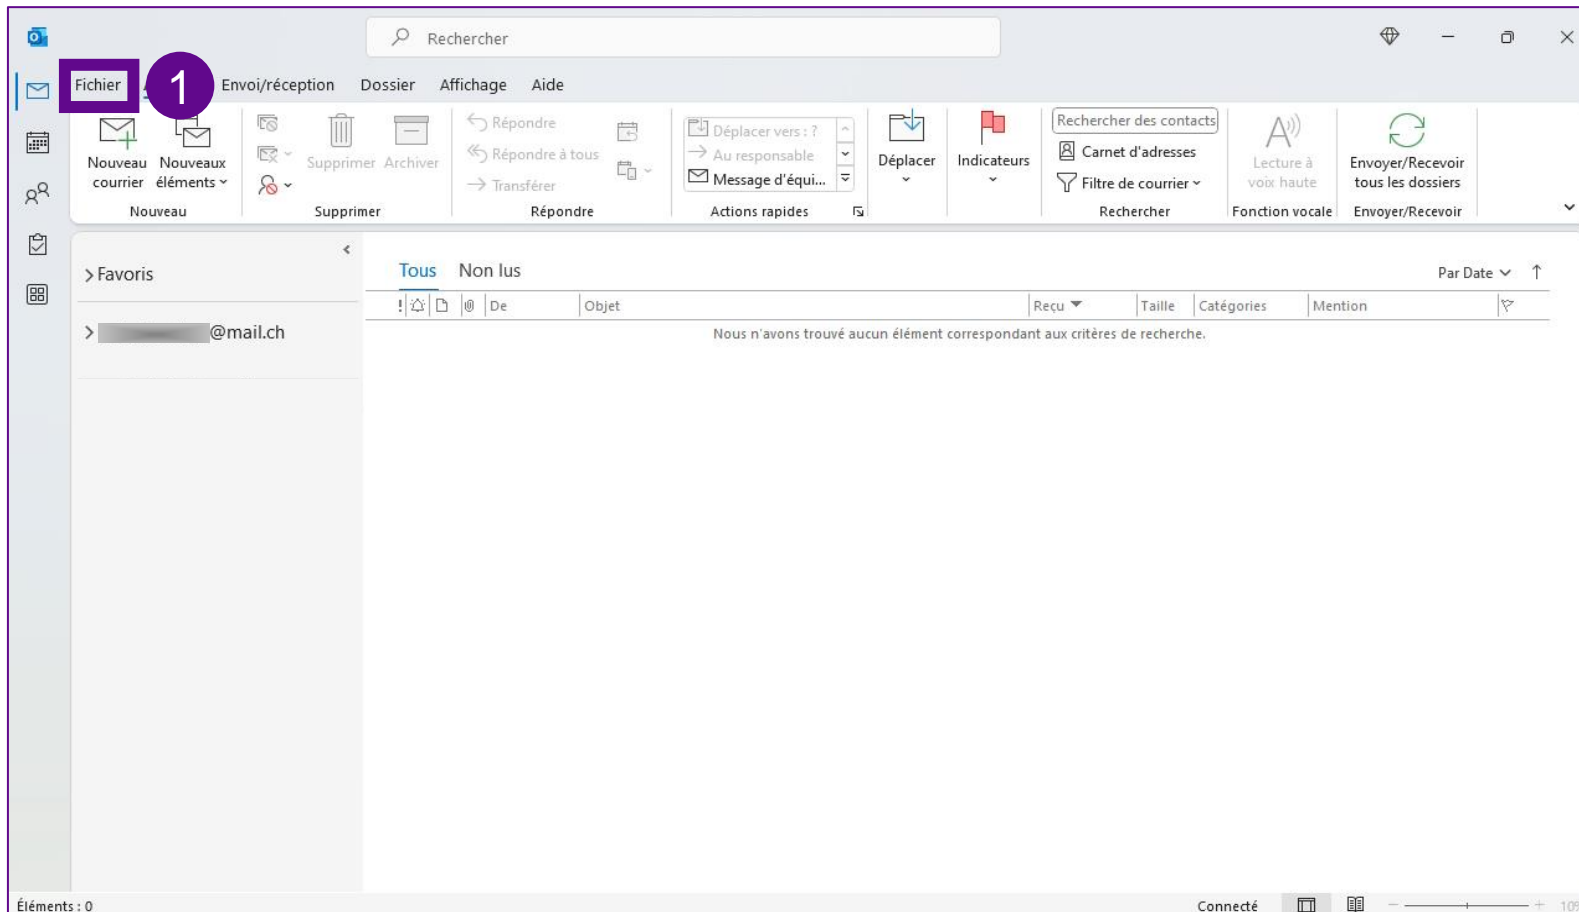 Rechercher
Fichier 1 Envoi/réception Dossier Affichage Aide
Nouveau courrier
Nouveaux éléments
Nouveau
Supprimer Archiver
Supprimer
Répondre
Répondre à tous
Transférer
Répondre
Déplacer vers : ?
Au responsable
Message d'équi...
Actions rapides
Déplacer
Indicateurs
Rechercher des contacts
Carnet d'adresses
Filtre de courrier
Rechercher
Lecture à
voix haute
Fonction vocale
Envoyer/Recevoir
tous les dossiers
Envoyer/Recevoir
Favoris
@mail.ch
Tous Non lus
Par Date
! De Objet Reçu Taille Catégories Mention
Nous n'avons trouvé aucun élément correspondant aux critères de recherche.
Éléments : 0
Connecté